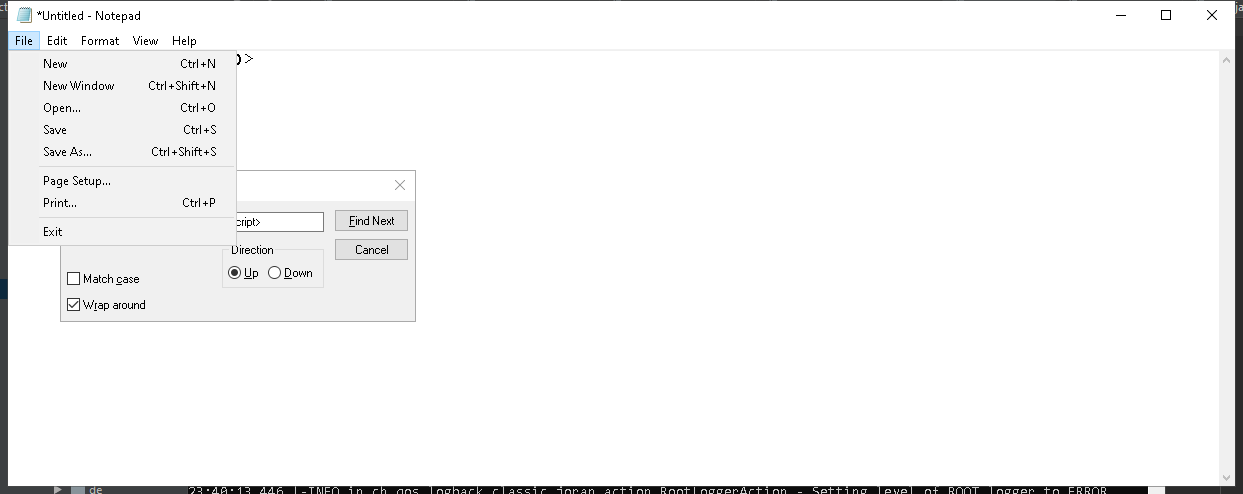 *Untitled - Notepad
File Edit Format View Help
New Ctrl+N
New Window Ctrl+Shift+N
Open... Ctrl+O
Save Ctrl+S
Save As... Ctrl+Shift+S
Page Setup...
Print... Ctrl+P
Exit
cript>
Find Next
Direction
Cancel
Up Down
Match case
Wrap around
de
23:40:13,446 |-INFO in ch.qos.logback.classic.joran.action.RootLoggerAction - Setting level of ROOT logger to ERROR